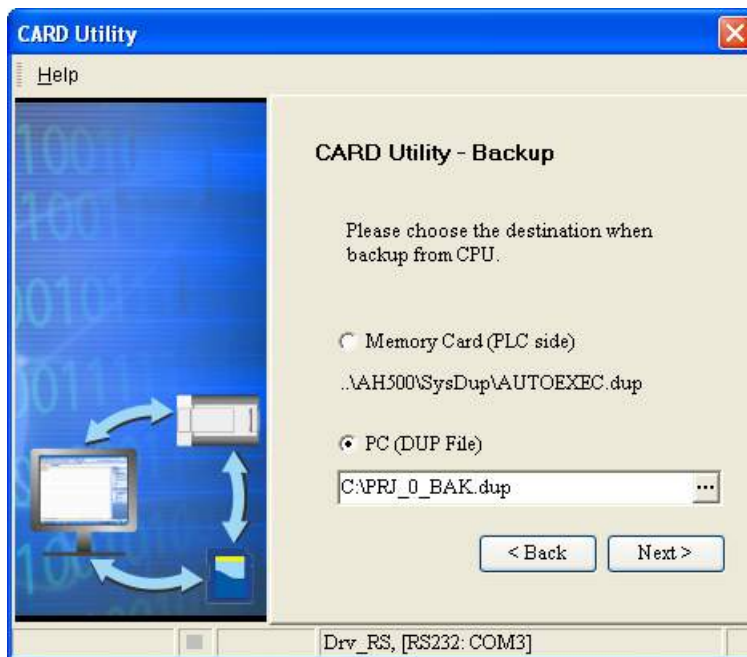 CARD Utility
Help
CARD Utility - Backup
Please choose the destination when
backup from CPU.
Memory Card (PLC side)
..\AH500\SysDup\AUTOEXEC.dup
PC (DUP File)
C:\PRJ_0_BAK.dup
...
< Back
Next >
Drv_RS, [RS232: COM3]